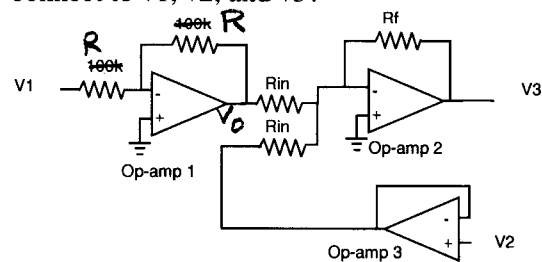 connect to V1, V2, and V3?
100k R
R
100k
Rf
V1
-
+
V0
Rin
Rin
-
+
V3
Op-amp 1
Op-amp 2
-
+
V2
Op-amp 3